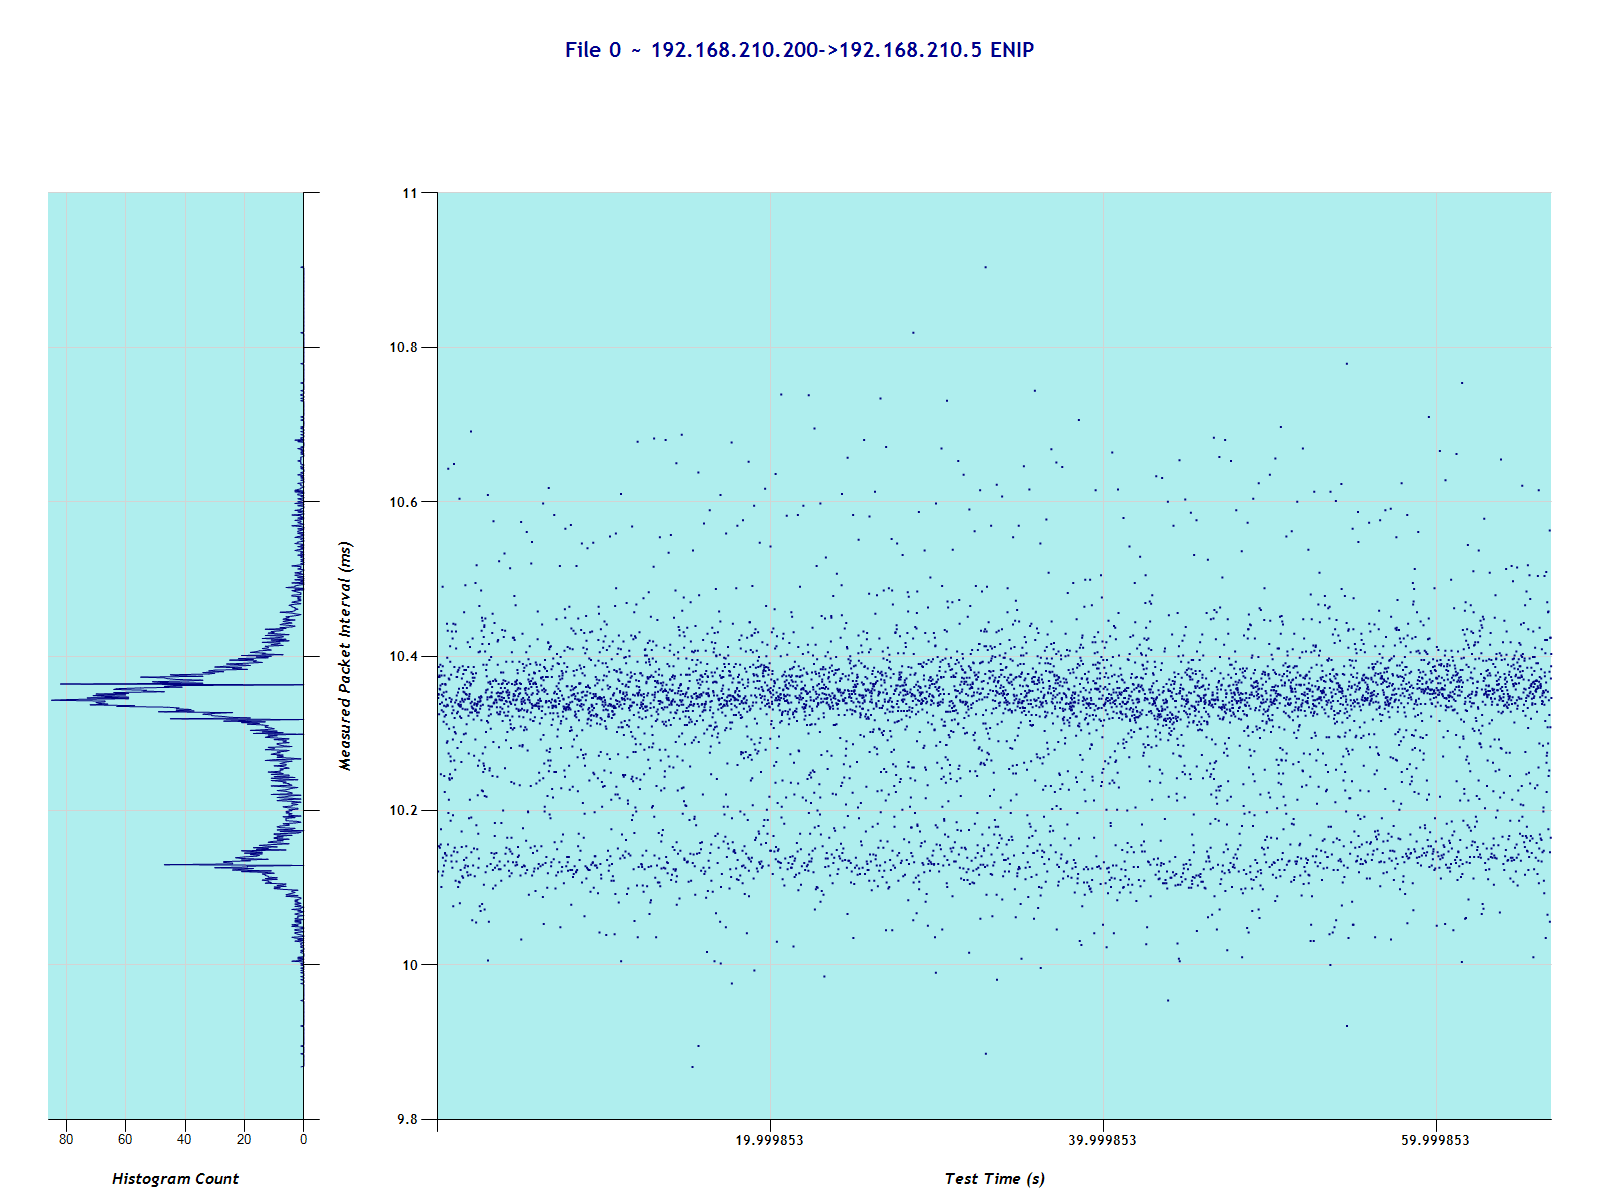 File 0 ~ 192.168.210.200->192.168.210.5 ENIP
11
10.8
10.6
10.4
10.2
10
9.8
Measured Packet Interval (ms)
80 60 40 20 0
19.999853 39.999853 59.999853
Histogram Count
Test Time (s)